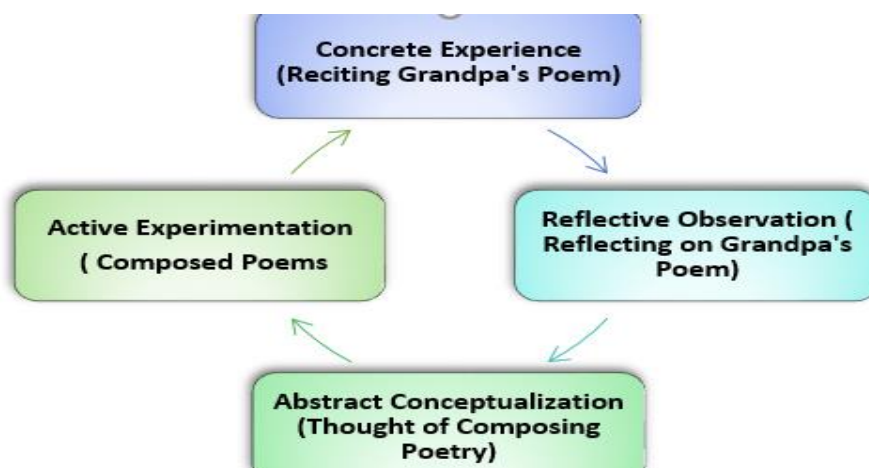 Concrete Experience
(Reciting Grandpa's Poem)
Active Experimentation
( Composed Poems
Reflective Observation (
Reflecting on Grandpa's
Poem)
Abstract Conceptualization
(Thought of Composing
Poetry)